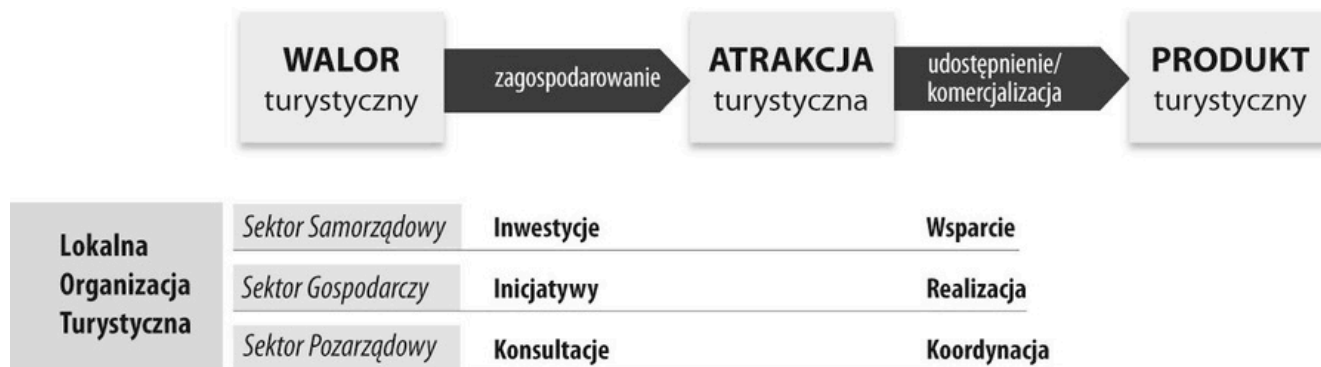 WALOR
turystyczny
zagospodarowanie
ATRAKCJA
turystyczna
udostępnienie/
komercjalizacja
PRODUKT
turystyczny
Lokalna
Organizacja
Turystyczna
Sektor Samorządowy Inwestycje Wsparcie
Sektor Gospodarczy Inicjatywy Realizacja
Sektor Pozarządowy Konsultacje Koordynacja